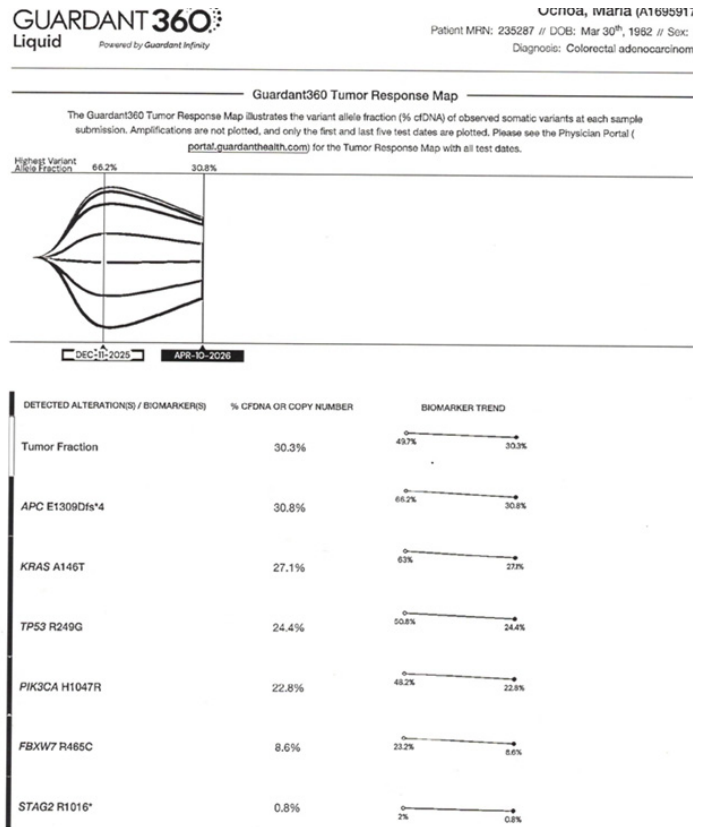 GUARDANT 360
Liquid Powered by Guardant Infinity
Ochoa, Maria (A1695917
Patient MRN: 235287 // DOB: Mar 30th, 1962 // Sex:
Diagnosis: Colorectal adenocarcinom
Guardant360 Tumor Response Map
The Guardant360 Tumor Response Map illustrates the variant allele fraction (% cfDNA) of observed somatic variants at each sample
submission. Amplifications are not plotted, and only the first and last five test dates are plotted. Please see the Physician Portal (
portal.guardanthealth.com) for the Tumor Response Map with all test dates.
Highest Variant
Allele Fraction 66.2% 30.8%
DEC-11-2025 APR-10-2026
DETECTED ALTERATION(S) / BIOMARKER(S) % CFDNA OR COPY NUMBER BIOMARKER TREND
Tumor Fraction 30.3% 49.7% 30.3%
APC E1309Dfs*4 30.8% 66.2% 30.8%
KRAS A146T 27.1% 63% 27.1%
TP53 R249G 24.4% 50.8% 24.4%
PIK3CA H1047R 22.8% 48.2% 22.8%
FBXW7 R465C 8.6% 23.2% 8.6%
STAG2 R1016* 0.8% 2% 0.8%